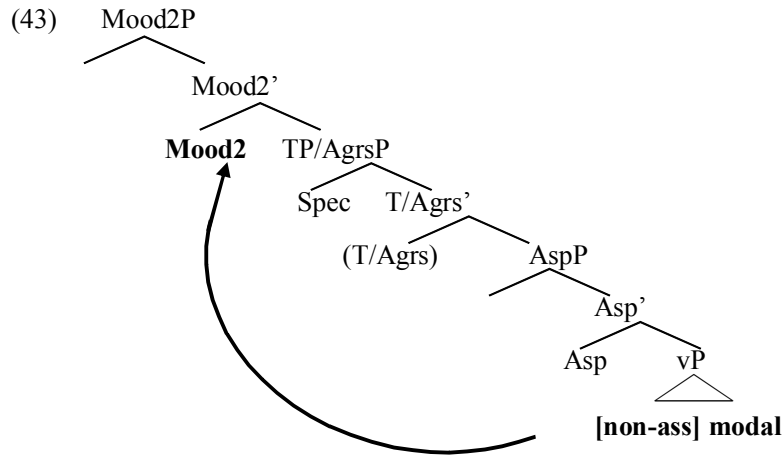 (43) Mood2P
Mood2’
Mood2 TP/AgrsP
Spec T/Agrs’
(T/Agrs) AspP
Asp’
Asp vP
[non-ass] modal